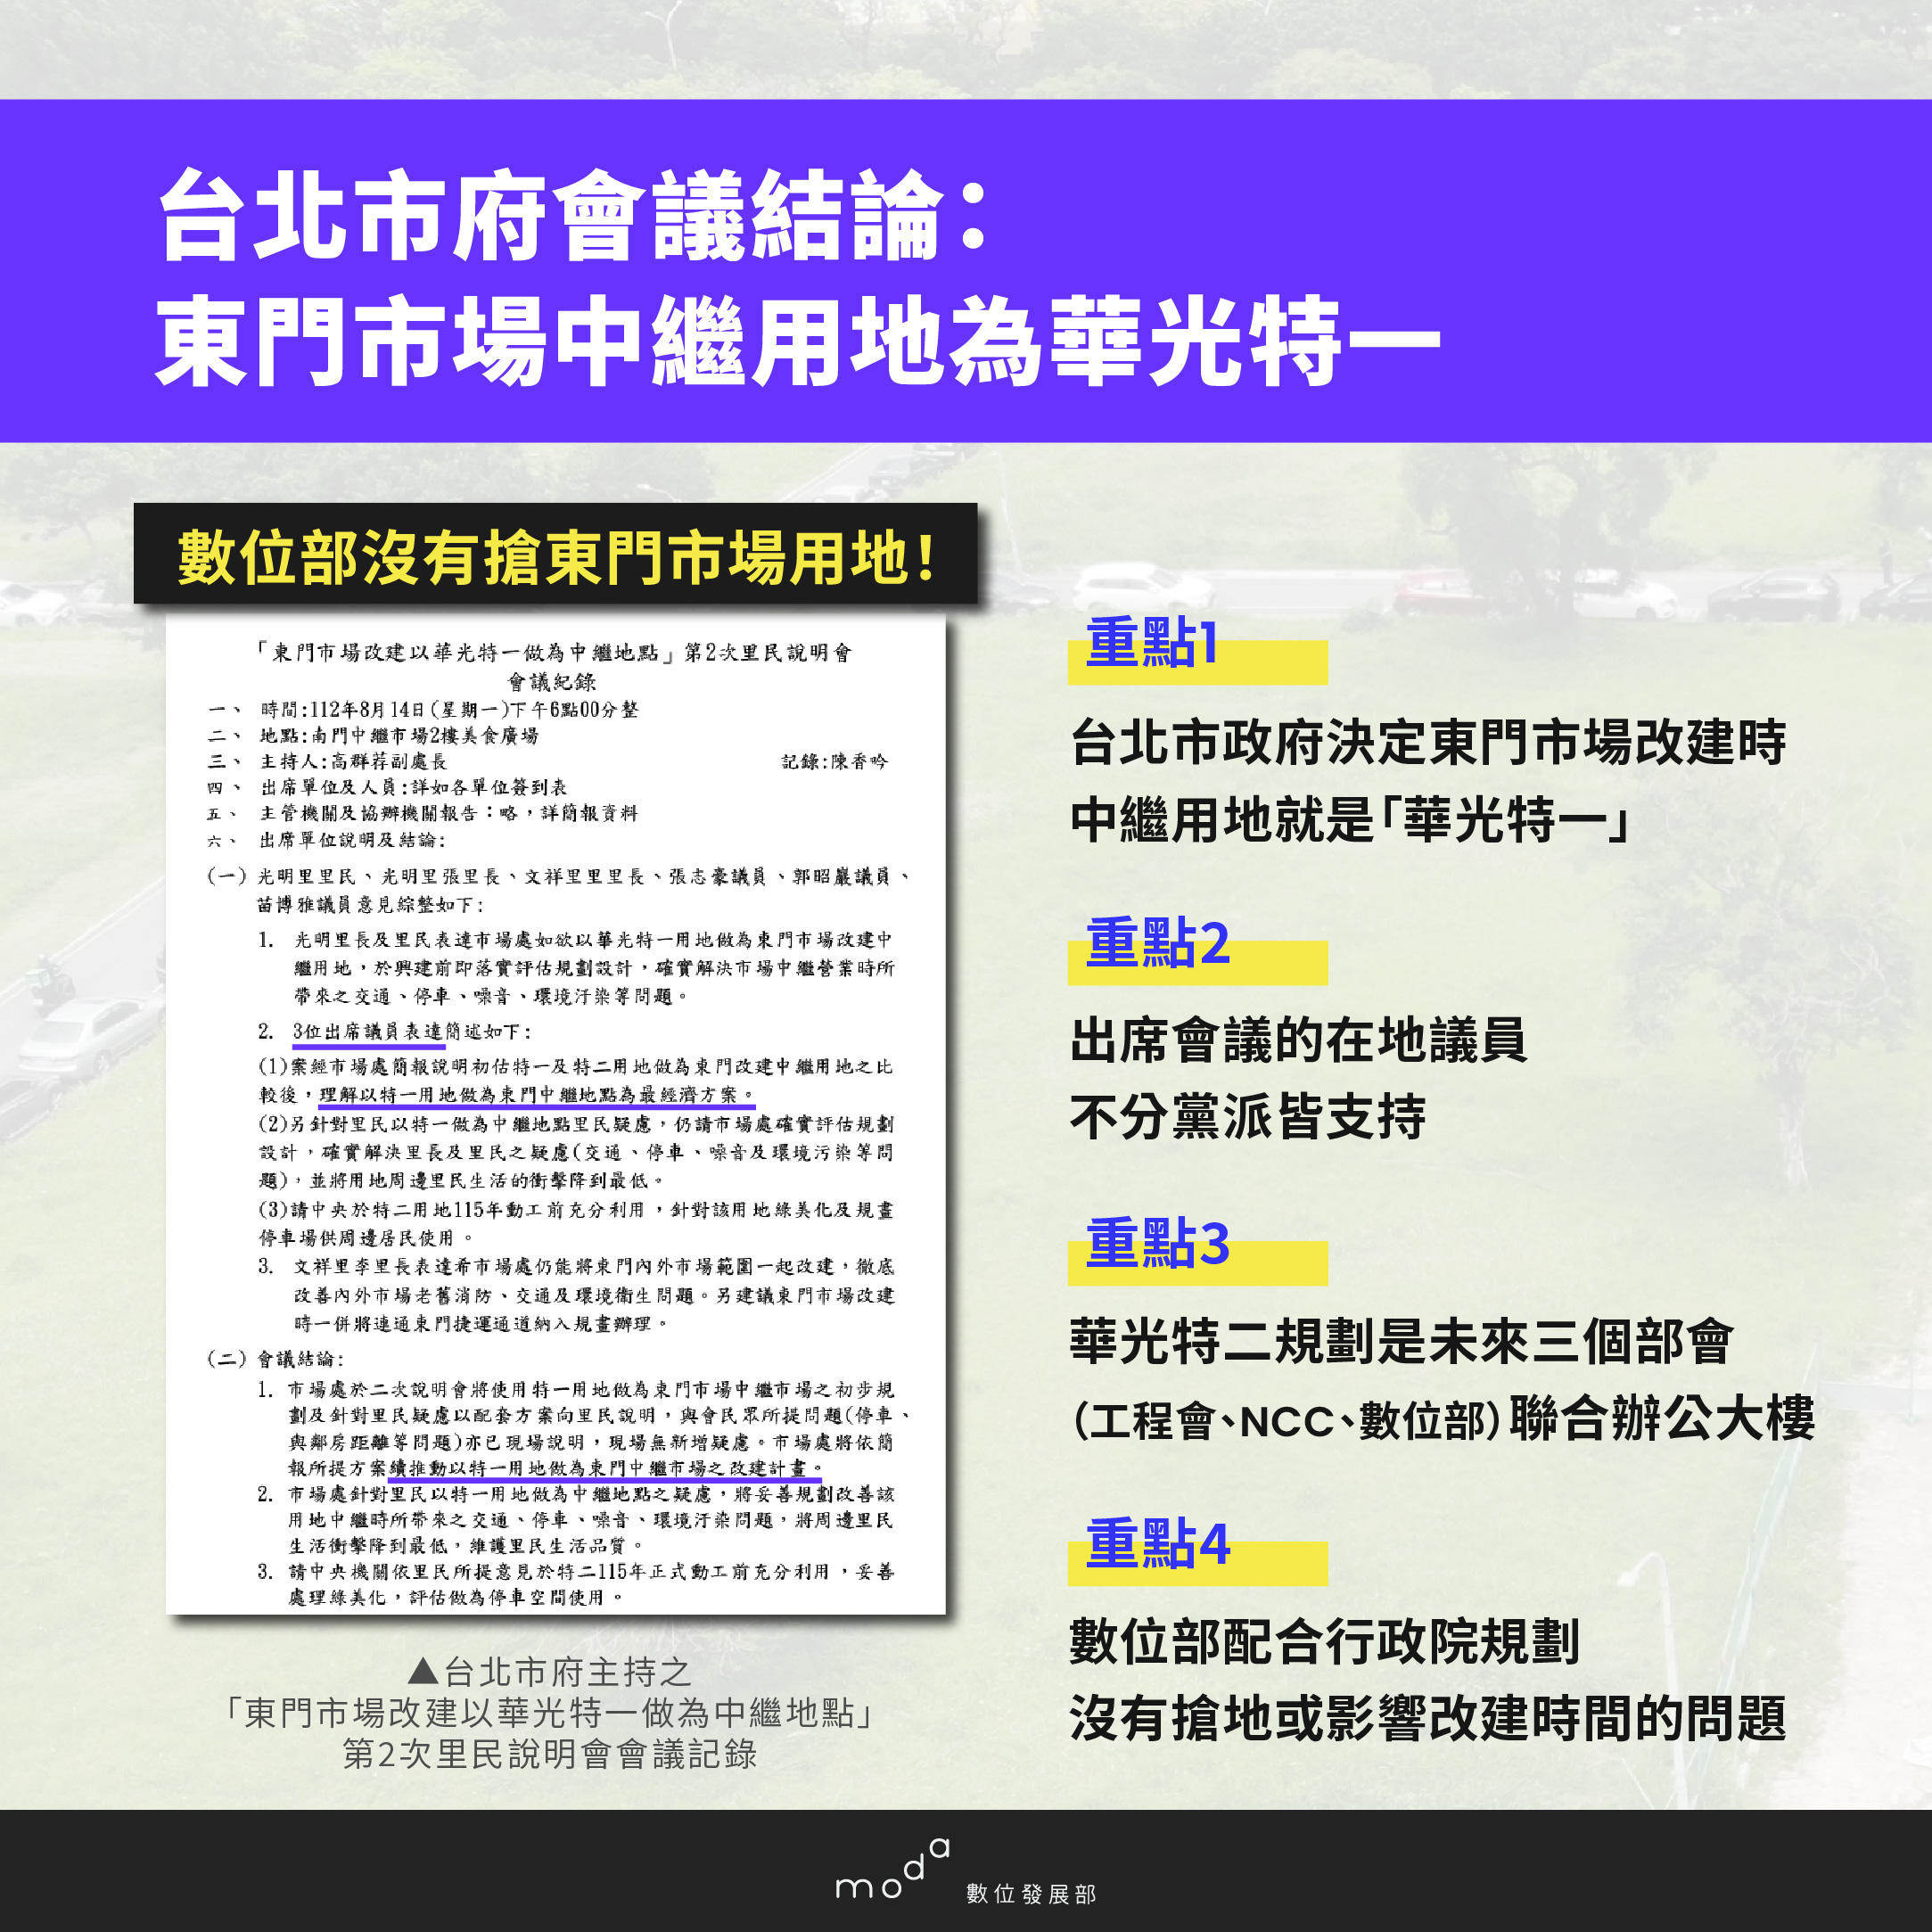 台北市府會議結論：
東門市場中繼用地為華光特一
數位部沒有搶東門市場用地！
「東門市場改建以華光特一做為中繼地點」第2次里民說明會
會議紀錄
一、 時間:112年8月14日(星期一)下午6點00分整
二、 地點:南門中繼市場2樓美食廣場
三、 主持人:高群荐副處長 記錄:陳香吟
四、 出席單位及人員:詳如各單位簽到表
五、 主管機關及協辦機關報告：略，詳簡報資料
六、 出席單位說明及結論:
(一) 光明里里民、光明里張里長、文祥里里里長、張志豪議員、郭昭巖議員、
苗博雅議員意見綜整如下:
1. 光明里長及里民表達市場處如欲以華光特一用地做為東門市場改建中
繼用地，於興建前即落實評估規劃設計，確實解決市場中繼營業時所
帶來之交通、停車、噪音、環境汙染等問題。
2. 3位出席議員表達簡述如下:
(1)案經市場處簡報說明初估特一及特二用地做為東門改建中繼用地之比
較後，理解以特一用地做為東門中繼地點為最經濟方案。
(2)另針對里民以特一做為中繼地點里民疑慮，仍請市場處確實評估規劃
設計，確實解決里長及里民之疑慮(交通、停車、噪音及環境污染等問
題)，並將用地周邊里民生活的衝擊降到最低。
(3)請中央於特二用地115年動工前充分利用，針對該用地綠美化及規畫
停車場供周邊居民使用。
3. 文祥里李里長表達希市場處仍能將東門內外市場範圍一起改建，徹底
改善內外市場老舊消防、交通及環境衛生問題。另建議東門市場改建
時一併將連通東門捷運通道納入規畫辦理。
(二) 會議結論:
1. 市場處於二次說明會將使用特一用地做為東門市場中繼市場之初步規
劃及針對里民疑慮以配套方案向里民說明，與會民眾所提問題(停車、
與鄰房距離等問題)亦已現場說明，現場無新增疑慮。市場處將依簡
報所提方案續推動以特一用地做為東門中繼市場之改建計畫。
2. 市場處針對里民以特一用地做為中繼地點之疑慮，將妥善規劃改善該
用地中繼時所帶來之交通、停車、噪音、環境汙染問題，將周邊里民
生活衝擊降到最低，維護里民生活品質。
3. 請中央機關依里民所提意見於特二115年正式動工前充分利用，妥善
處理綠美化，評估做為停車空間使用。
▲台北市府主持之
「東門市場改建以華光特一做為中繼地點」
第2次里民說明會會議記錄
重點1
台北市政府決定東門市場改建時
中繼用地就是「華光特一」
重點2
出席會議的在地議員
不分黨派皆支持
重點3
華光特二規劃是未來三個部會
（工程會、NCC、數位部）聯合辦公大樓
重點4
數位部配合行政院規劃
沒有搶地或影響改建時間的問題
moda 數位發展部